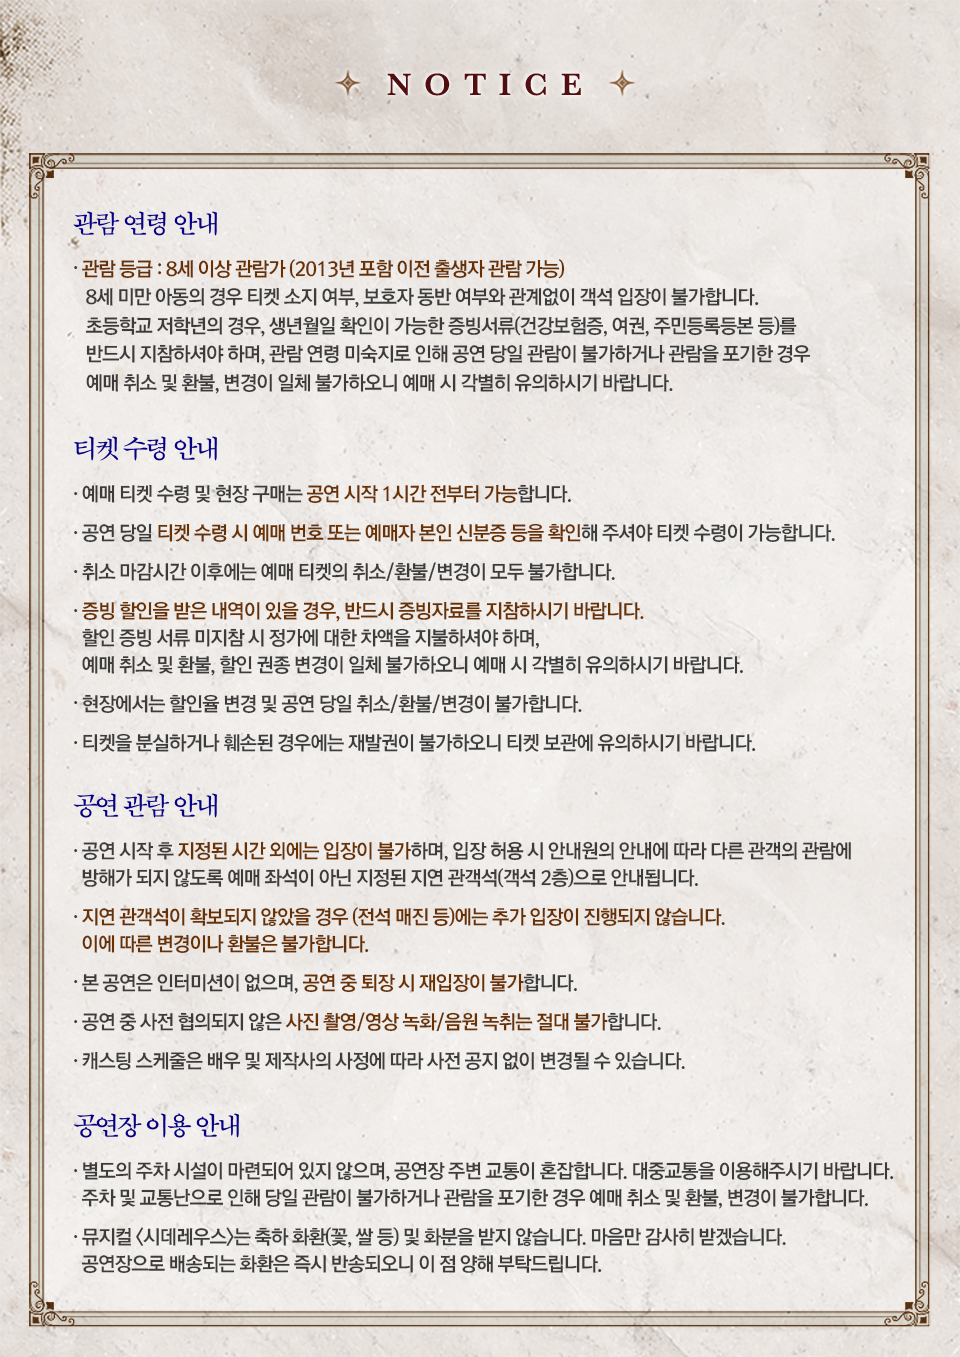 NOTICE
관람 연령 안내
· 관람 등급 : 8세 이상 관람가 (2013년 포함 이전 출생자 관람 가능)
8세 미만 아동의 경우 티켓 소지 여부, 보호자 동반 여부와 관계없이 객석 입장이 불가합니다.
초등학교 저학년의 경우, 생년월일 확인이 가능한 증빙서류(건강보험증, 여권, 주민등록등본 등)를
반드시 지참하셔야 하며, 관람 연령 미숙지로 인해 공연 당일 관람이 불가하거나 관람을 포기한 경우
예매 취소 및 환불, 변경이 일체 불가하오니 예매 시 각별히 유의하시기 바랍니다.
티켓 수령 안내
· 예매 티켓 수령 및 현장 구매는 공연 시작 1시간 전부터 가능합니다.
· 공연 당일 티켓 수령 시 예매 번호 또는 예매자 본인 신분증 등을 확인해 주셔야 티켓 수령이 가능합니다.
· 취소 마감시간 이후에는 예매 티켓의 취소/환불/변경이 모두 불가합니다.
· 증빙 할인을 받은 내역이 있을 경우, 반드시 증빙자료를 지참하시기 바랍니다.
할인 증빙 서류 미지참 시 정가에 대한 차액을 지불하셔야 하며,
예매 취소 및 환불, 할인 권종 변경이 일체 불가하오니 예매 시 각별히 유의하시기 바랍니다.
· 현장에서는 할인율 변경 및 공연 당일 취소/환불/변경이 불가합니다.
· 티켓을 분실하거나 훼손된 경우에는 재발권이 불가하오니 티켓 보관에 유의하시기 바랍니다.
공연 관람 안내
· 공연 시작 후 지정된 시간 외에는 입장이 불가하며, 입장 허용 시 안내원의 안내에 따라 다른 관객의 관람에
방해가 되지 않도록 예매 좌석이 아닌 지정된 지연 관객석(객석 2층)으로 안내됩니다.
· 지연 관객석이 확보되지 않았을 경우 (전석 매진 등)에는 추가 입장이 진행되지 않습니다.
이에 따른 변경이나 환불은 불가합니다.
· 본 공연은 인터미션이 없으며, 공연 중 퇴장 시 재입장이 불가합니다.
· 공연 중 사전 협의되지 않은 사진 촬영/영상 녹화/음원 녹취는 절대 불가합니다.
· 캐스팅 스케줄은 배우 및 제작사의 사정에 따라 사전 공지 없이 변경될 수 있습니다.
공연장 이용 안내
· 별도의 주차 시설이 마련되어 있지 않으며, 공연장 주변 교통이 혼잡합니다. 대중교통을 이용해주시기 바랍니다.
주차 및 교통난으로 인해 당일 관람이 불가하거나 관람을 포기한 경우 예매 취소 및 환불, 변경이 불가합니다.
· 뮤지컬 〈시데레우스〉는 축하 화환(꽃, 쌀 등) 및 화분을 받지 않습니다. 마음만 감사히 받겠습니다.
공연장으로 배송되는 화환은 즉시 반송되오니 이 점 양해 부탁드립니다.